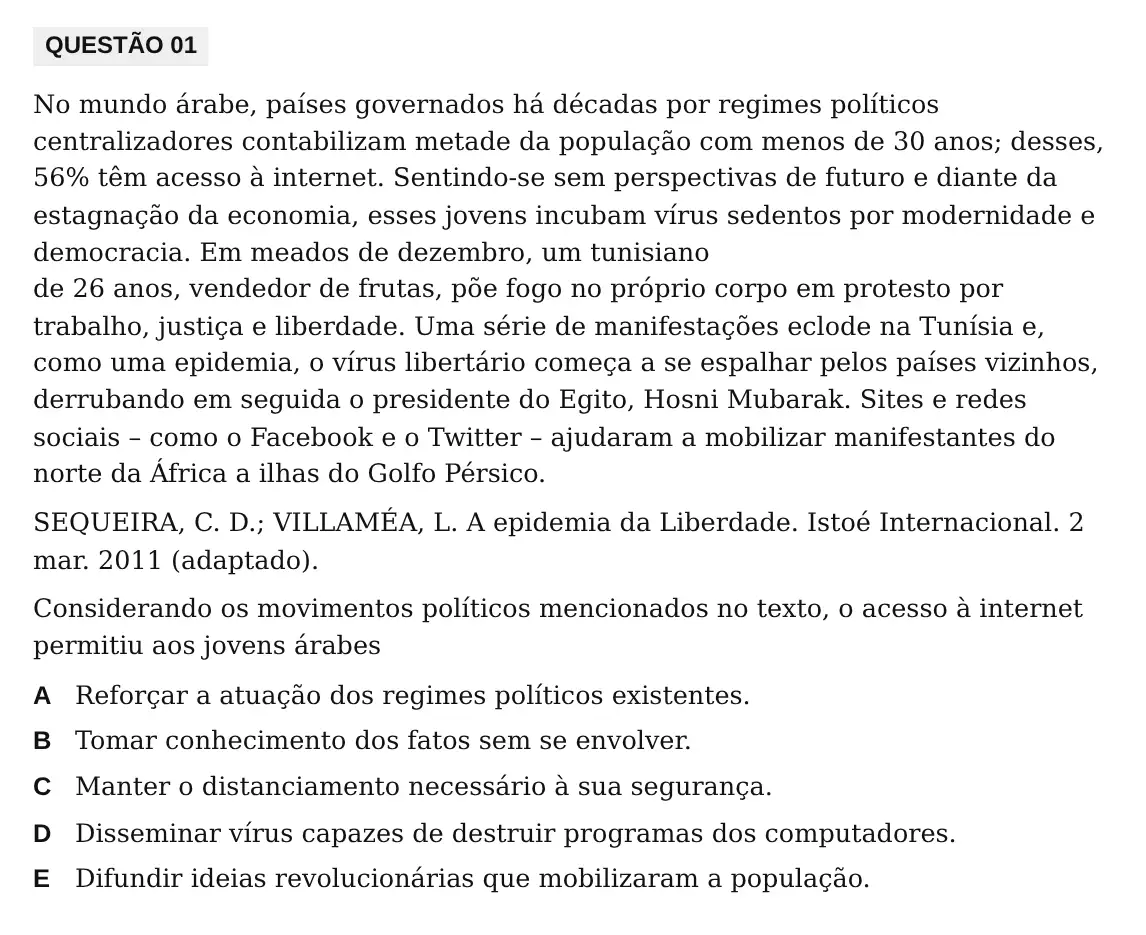 QUESTÃO 01
No mundo árabe, países governados há décadas por regimes políticos
centralizadores contabilizam metade da população com menos de 30 anos; desses,
56% têm acesso à internet. Sentindo-se sem perspectivas de futuro e diante da
estagnação da economia, esses jovens incubam vírus sedentos por modernidade e
democracia. Em meados de dezembro, um tunisiano
de 26 anos, vendedor de frutas, põe fogo no próprio corpo em protesto por
trabalho, justiça e liberdade. Uma série de manifestações eclode na Tunísia e,
como uma epidemia, o vírus libertário começa a se espalhar pelos países vizinhos,
derrubando em seguida o presidente do Egito, Hosni Mubarak. Sites e redes
sociais – como o Facebook e o Twitter – ajudaram a mobilizar manifestantes do
norte da África a ilhas do Golfo Pérsico.
SEQUEIRA, C. D.; VILLAMÉA, L. A epidemia da Liberdade. Istoé Internacional. 2
mar. 2011 (adaptado).
Considerando os movimentos políticos mencionados no texto, o acesso à internet
permitiu aos jovens árabes
A Reforçar a atuação dos regimes políticos existentes.
B Tomar conhecimento dos fatos sem se envolver.
C Manter o distanciamento necessário à sua segurança.
D Disseminar vírus capazes de destruir programas dos computadores.
E Difundir ideias revolucionárias que mobilizaram a população.